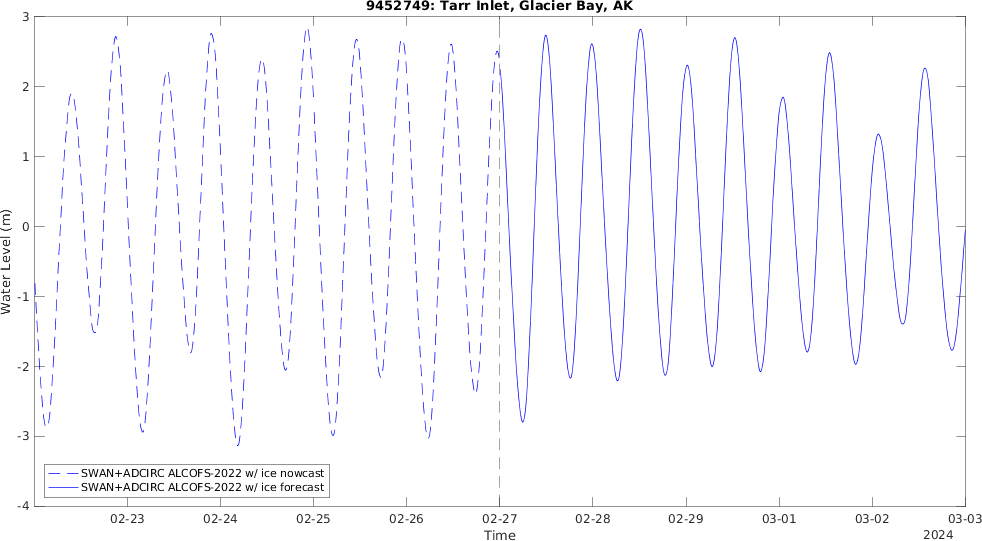 9452749: Tarr Inlet, Glacier Bay, AK
3
2
1
0
-1
-2
-3
-4
Water Level (m)
SWAN+ADCIRC ALCOFS-2022 w/ ice nowcast
SWAN+ADCIRC ALCOFS-2022 w/ ice forecast
02-23 02-24 02-25 02-26 02-27 02-28 02-29 03-01 03-02 03-03
Time
2024